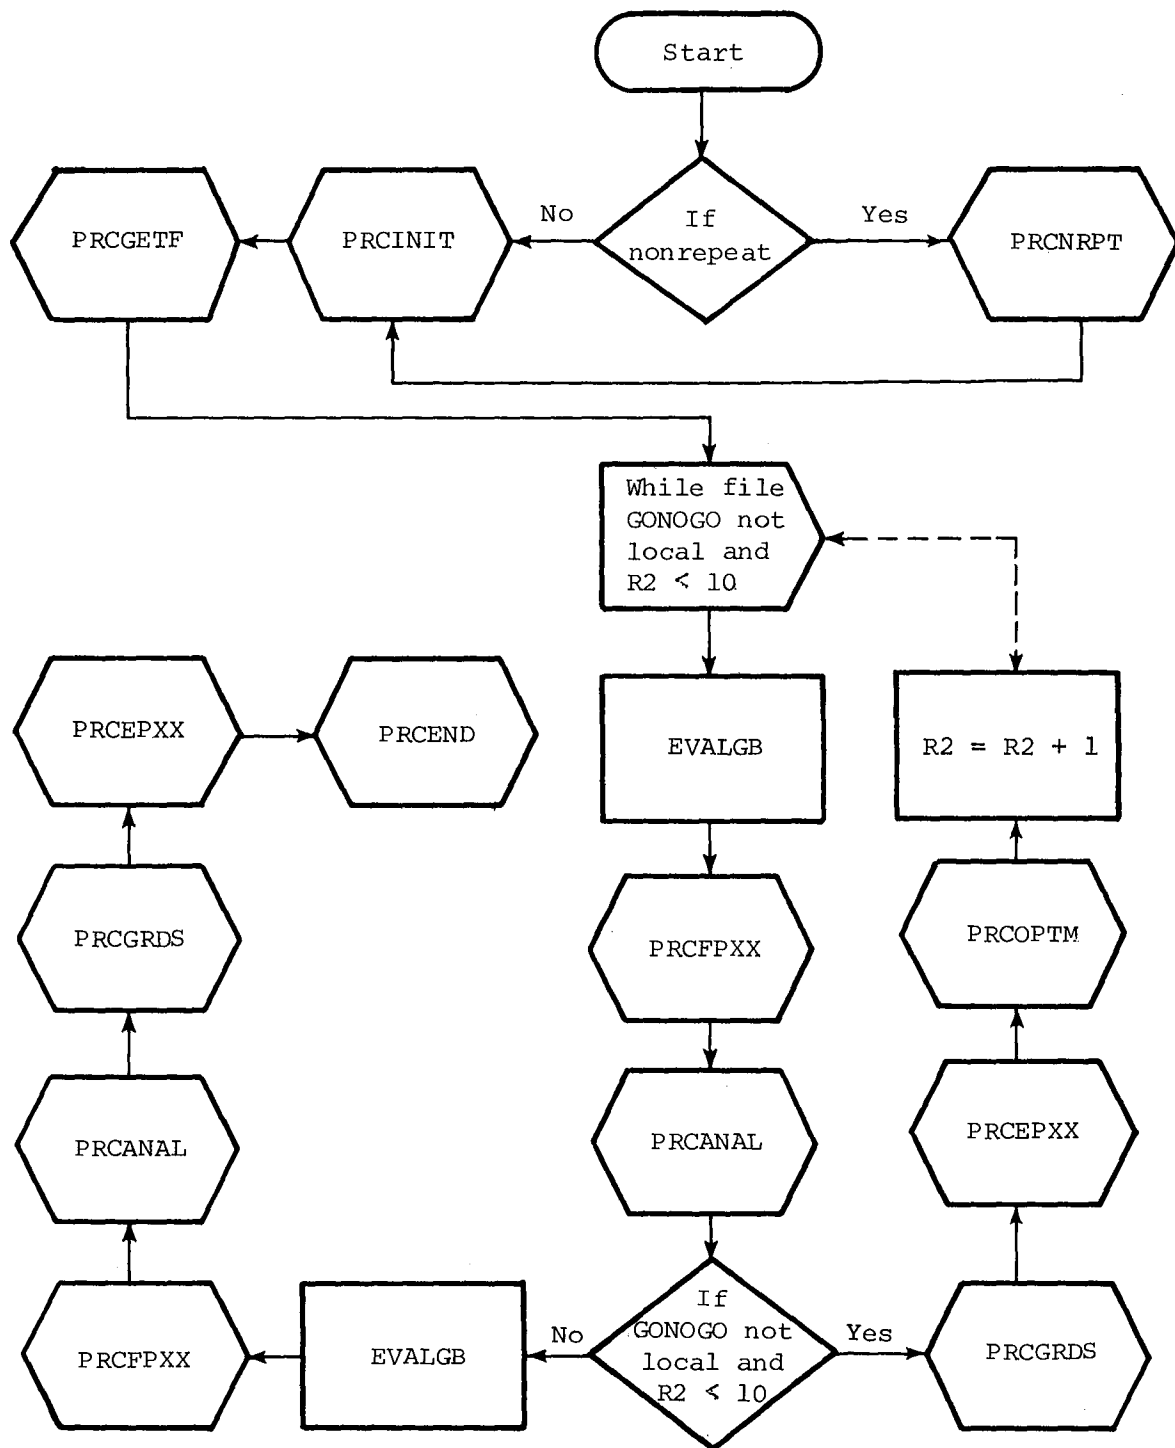 Start
If
nonrepeat
No
Yes
PRCGETF
PRCINIT
PRCNRPT
While file
GONOGO not
local and
R2 < 10
PRCEPXX
PRCEND
EVALGB
R2 = R2 + 1
PRCGRDS
PRCFPXX
PRCOPTM
PRCANAL
PRCANAL
PRCEPXX
PRCFPXX
EVALGB
No
If
GONOGO not
local and
R2 < 10
Yes
PRCGRDS